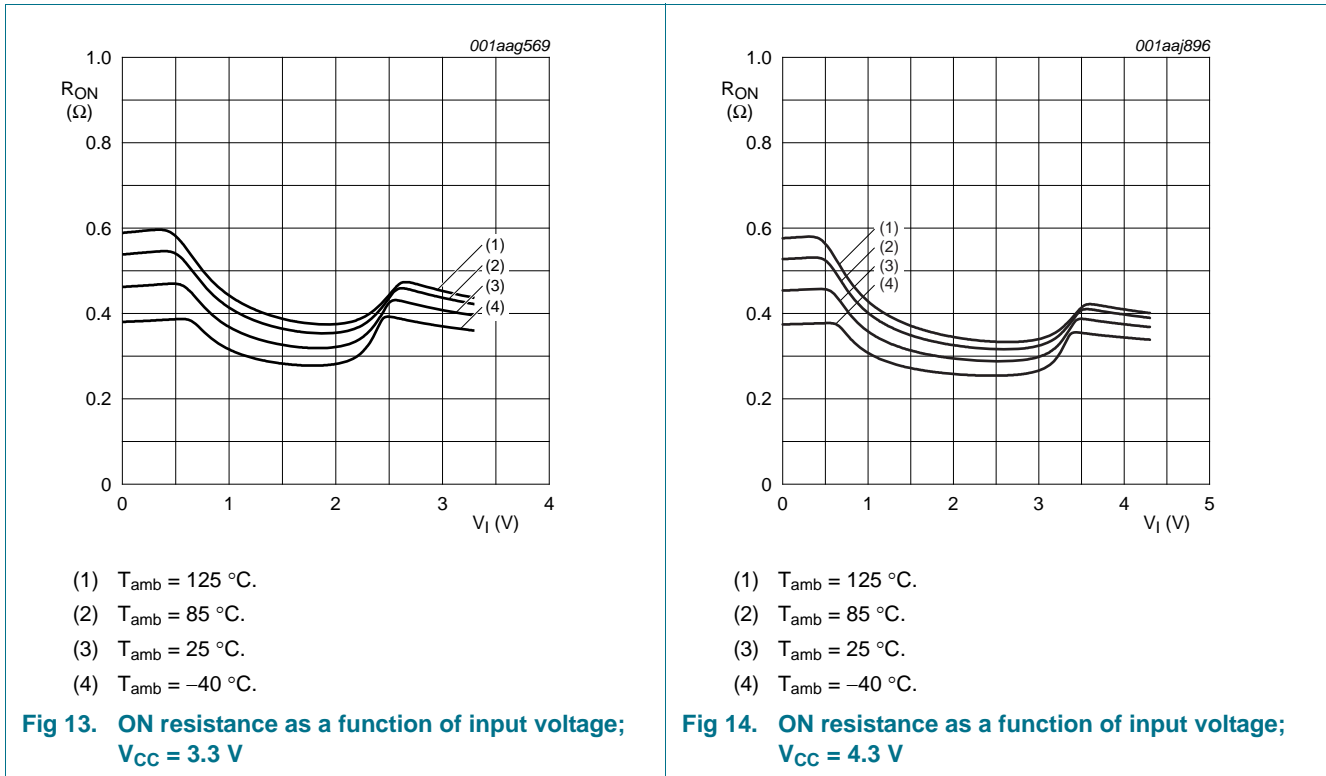 001aag569
1.0
R_ON
(Ω)
0.8
0.6
0.4
0.2
0
(1)
(2)
(3)
(4)
0 1 2 3 4
V_I (V)
(1) T_amb = 125 °C.
(2) T_amb = 85 °C.
(3) T_amb = 25 °C.
(4) T_amb = −40 °C.
Fig 13. ON resistance as a function of input voltage;
V_CC = 3.3 V
001aaj896
1.0
R_ON
(Ω)
0.8
0.6
0.4
0.2
0
(1)
(2)
(3)
(4)
0 1 2 3 4 5
V_I (V)
(1) T_amb = 125 °C.
(2) T_amb = 85 °C.
(3) T_amb = 25 °C.
(4) T_amb = −40 °C.
Fig 14. ON resistance as a function of input voltage;
V_CC = 4.3 V